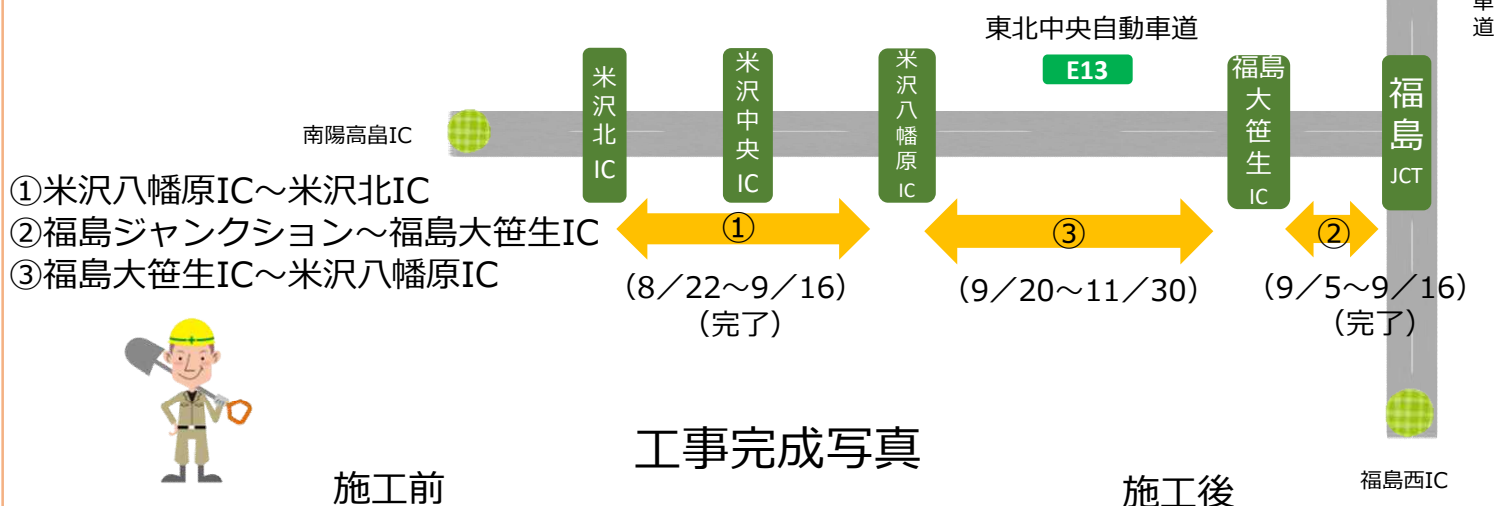 車道
東北中央自動車道
E13
南陽高畠IC
米沢北IC
米沢中央IC
米沢八幡原IC
福島大笹生IC
福島JCT
①米沢八幡原IC～米沢北IC
②福島ジャンクション～福島大笹生IC
③福島大笹生IC～米沢八幡原IC
①
③
②
（8／22～9／16）
（完了）
（9／20～11／30）
（9／5～9／16）
（完了）
工事完成写真
施工前
施工後
福島西IC